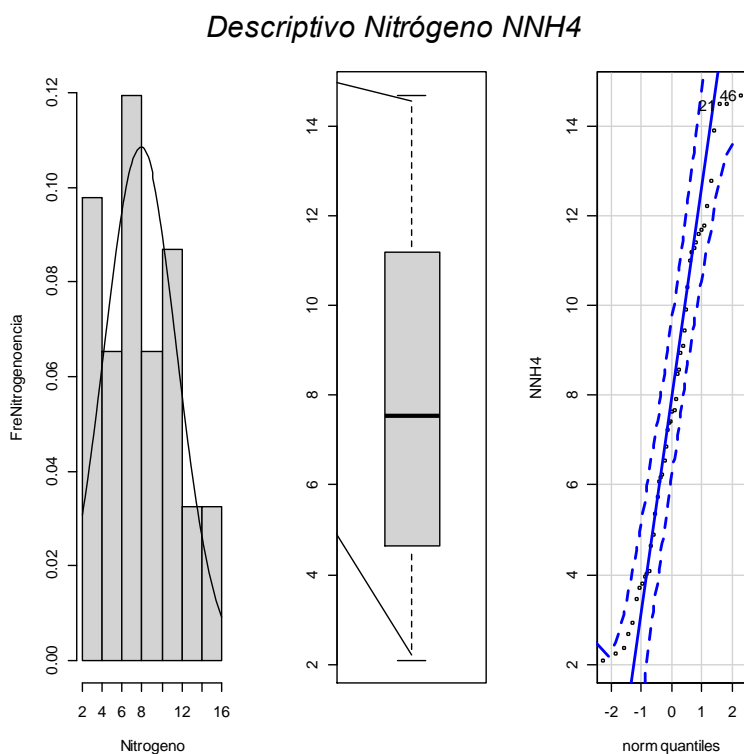 Descriptivo Nitrógeno NNH4
FreNitrogenoencia
0.00 0.02 0.04 0.06 0.08 0.10 0.12
2 4 6 8 12 16
Nitrogeno
2 4 6 8 10 12 14
NNH4
2 4 6 8 10 12 14
21 46
-2 -1 0 1 2
norm quantiles